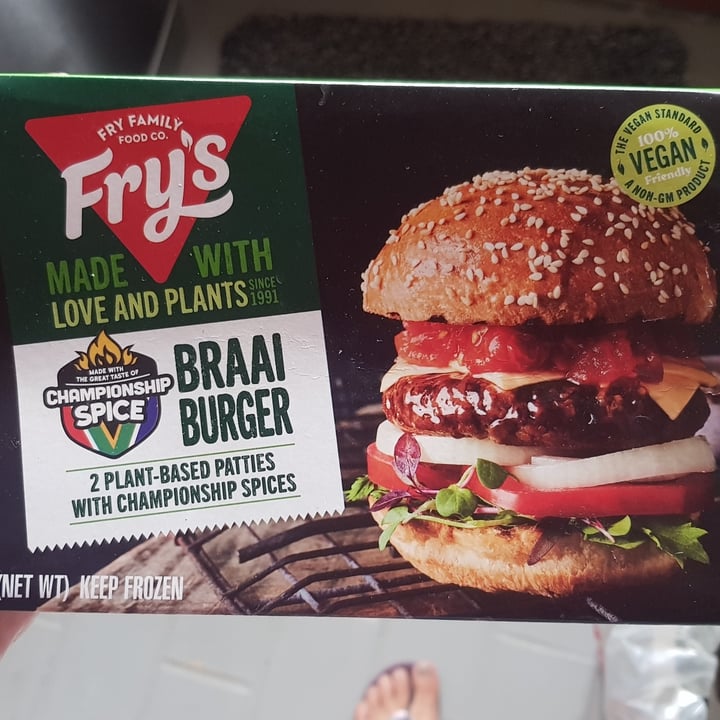 FRY FAMILY
FOOD CO.
Fry's
MADE WITH
LOVE AND PLANTS
SINCE
1991
MADE WITH
THE GREAT TASTE OF
CHAMPIONSHIP
SPICE
BRAAI
BURGER
2 PLANT-BASED PATTIES
WITH CHAMPIONSHIP SPICES
(NET WT) KEEP FROZEN
THE VEGAN STANDARD
100%
VEGAN
Friendly
A NON-GM PRODUCT